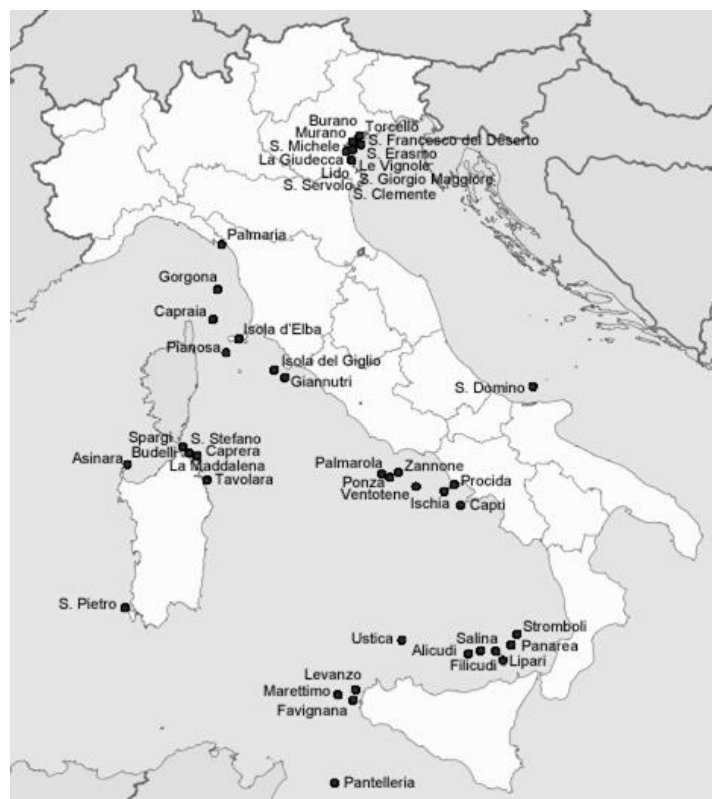 Burano
Torcello
Murano
S. Francesco del Deserto
S. Michele
S. Erasmo
La Giudecca
Le Vignole
Lido
S. Giorgio Maggiore
S. Servolo
S. Clemente
Palmaria
Gorgona
Capraia
Isola d'Elba
Pianosa
Isola del Giglio
Giannutri
S. Domino
Spargi
S. Stefano
Budelli
Caprera
Asinara
La Maddalena
Tavolara
Palmarola
Zannone
Ponza
Procida
Ventotene
Ischia
Capri
S. Pietro
Stromboli
Ustica
Salina
Panarea
Alicudi
Filicudi
Lipari
Levanzo
Marettimo
Favignana
Pantelleria